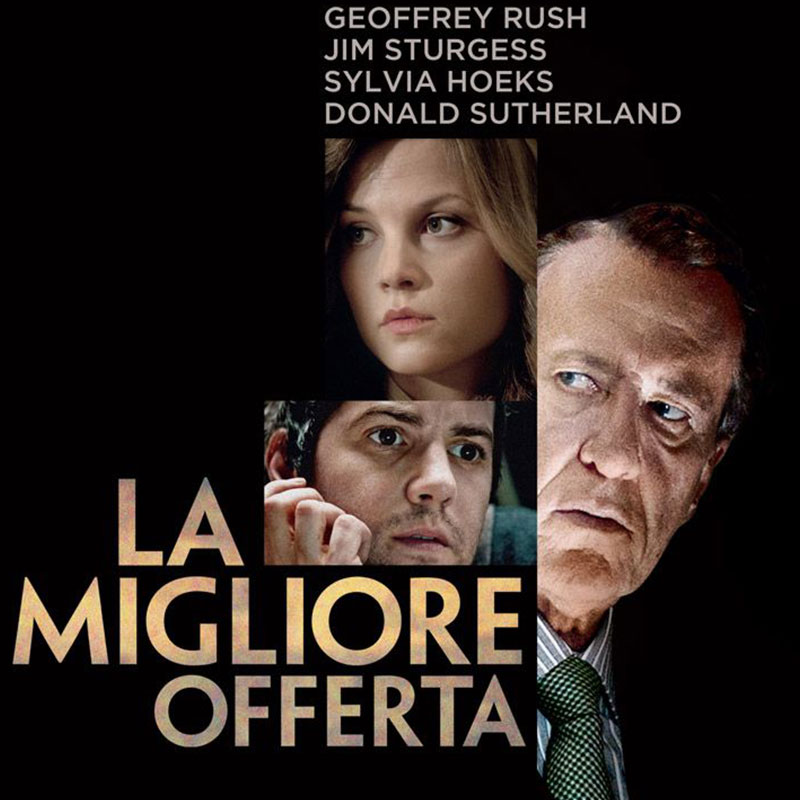 GEOFFREY RUSH
JIM STURGESS
SYLVIA HOEKS
DONALD SUTHERLAND
LA
MIGLIORE
OFFERTA